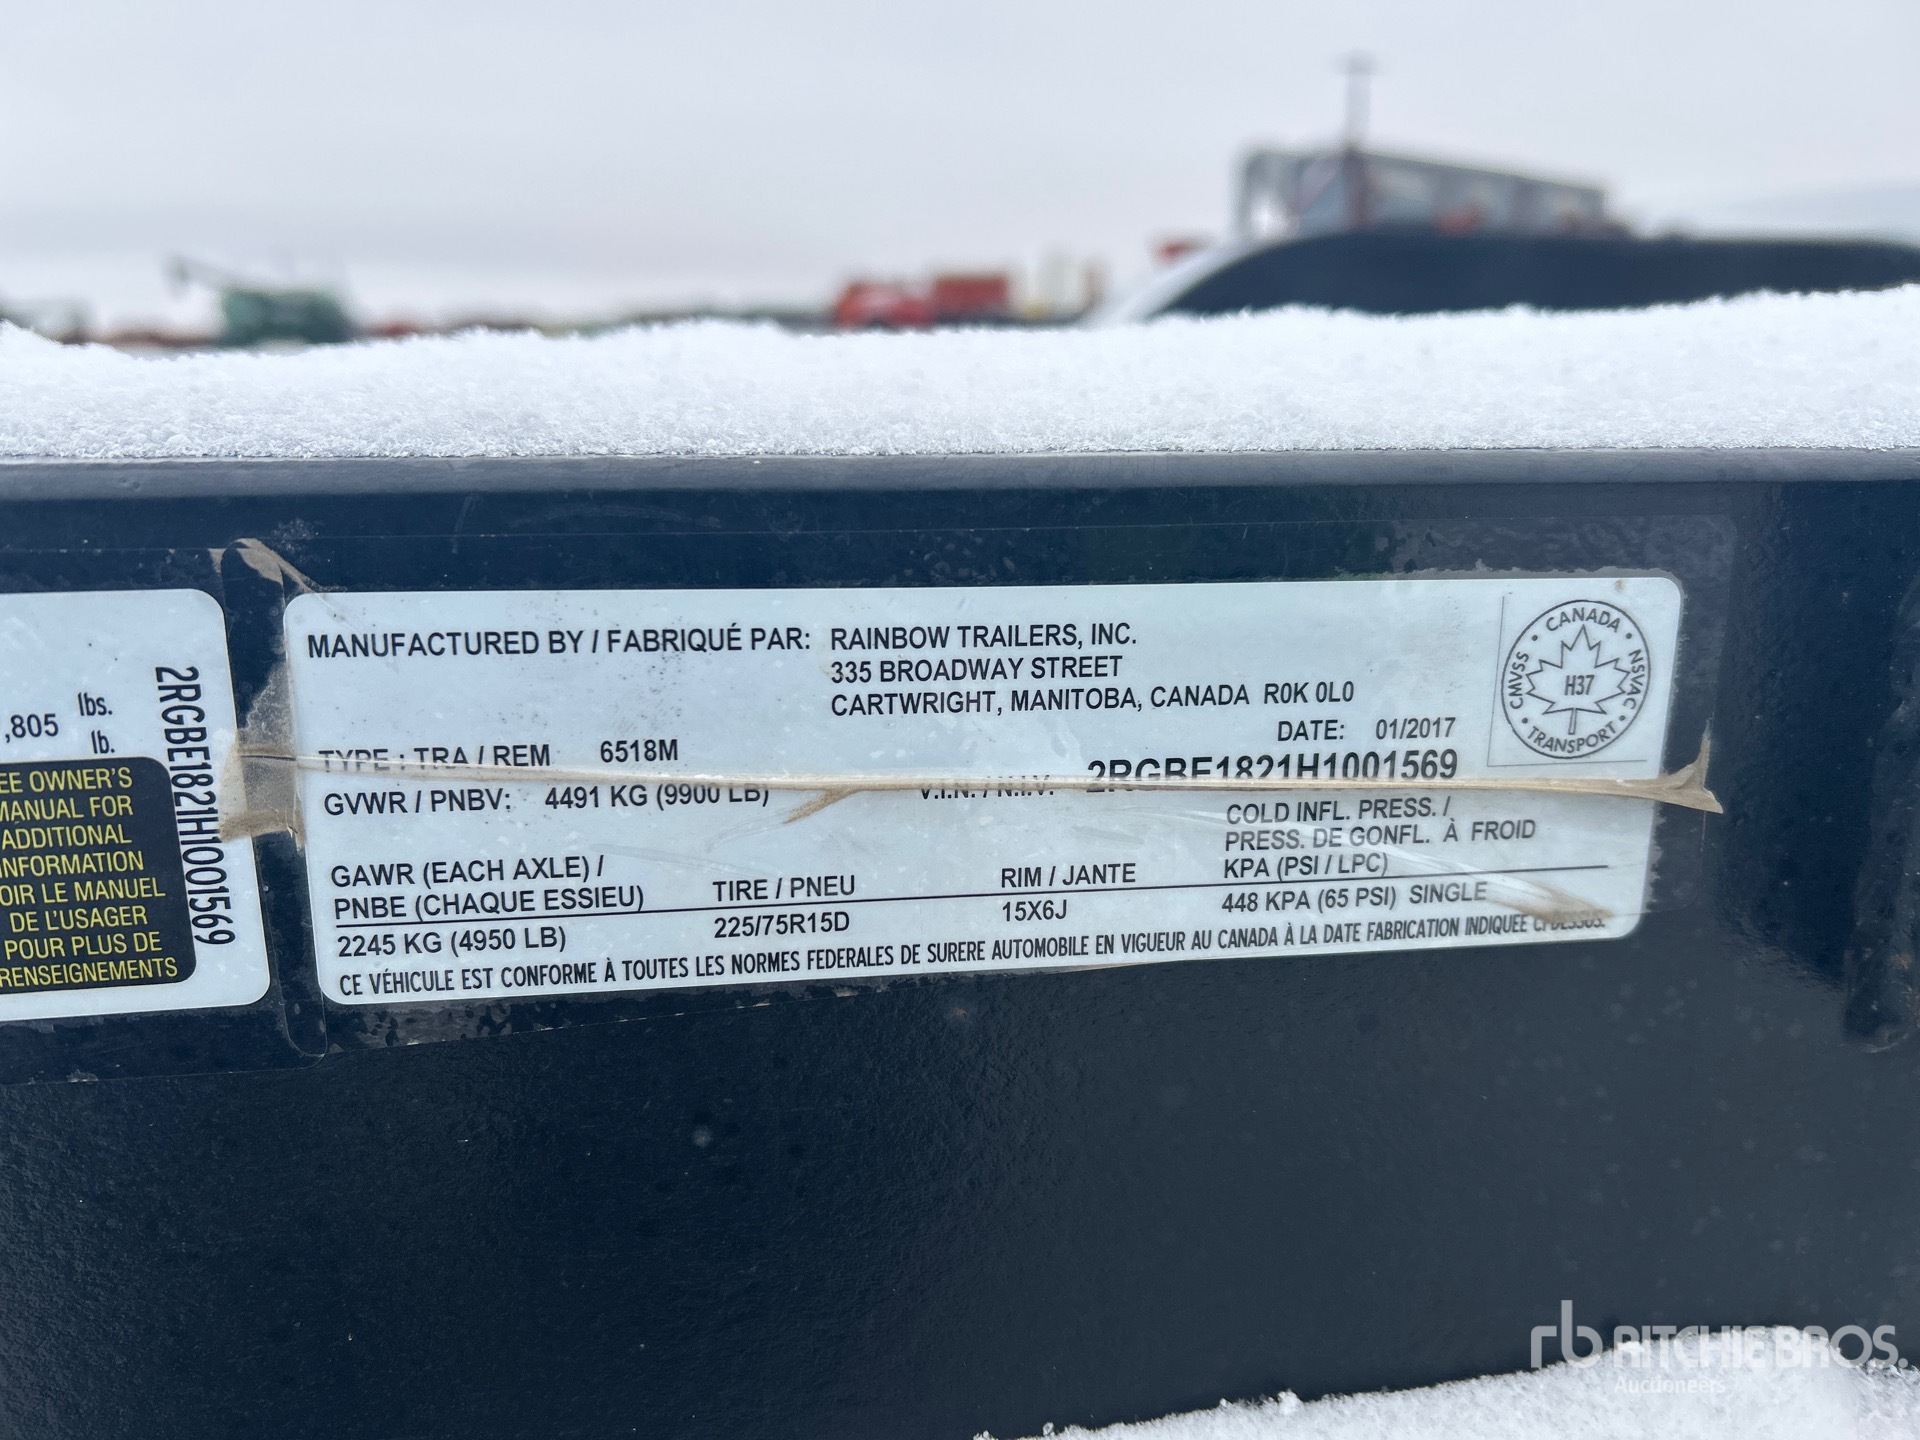 ,805 lbs.
lb.
2RGBE1821H1001569
EE OWNER'S
MANUAL FOR
ADDITIONAL
INFORMATION
OIR LE MANUEL
DE L'USAGER
POUR PLUS DE
RENSEIGNEMENTS
MANUFACTURED BY / FABRIQUÉ PAR: RAINBOW TRAILERS, INC.
335 BROADWAY STREET
CARTWRIGHT, MANITOBA, CANADA R0K 0L0
DATE: 01/2017
TYPE : TRA / REM 6518M
V.I.N. / N.I.V. 2RGBE1821H1001569
GVWR / PNBV: 4491 KG (9900 LB)
GAWR (EACH AXLE) /
PNBE (CHAQUE ESSIEU)
TIRE / PNEU
RIM / JANTE
COLD INFL. PRESS. /
PRESS. DE GONFL. À FROID
KPA (PSI / LPC)
2245 KG (4950 LB) 225/75R15D 15X6J 448 KPA (65 PSI) SINGLE
CE VÉHICULE EST CONFORME À TOUTES LES NORMES FEDERALES DE SURERE AUTOMOBILE EN VIGUEUR AU CANADA À LA DATE FABRICATION INDIQUEE
CANADA
CMVSS
H37
NSVAC
TRANSPORT
rb RITCHIE BROS.
Auctioneers